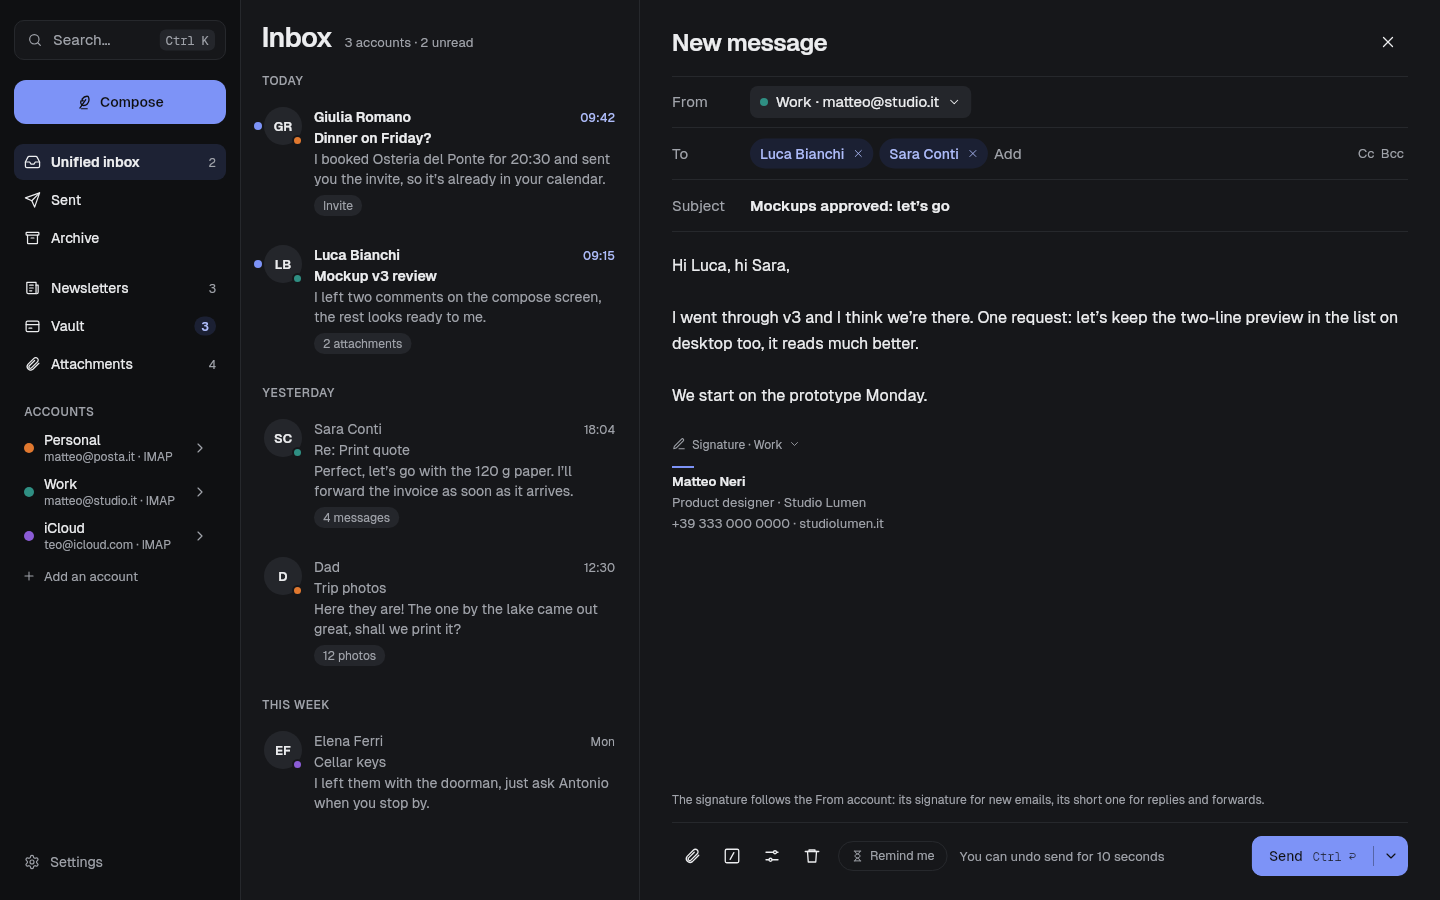 Search...
Ctrl K
Compose
Unified inbox 2
Sent
Archive
Newsletters 3
Vault 3
Attachments 4
ACCOUNTS
Personal
matteo@posta.it · IMAP
Work
matteo@studio.it · IMAP
iCloud
teo@icloud.com · IMAP
Add an account
Settings
Inbox 3 accounts · 2 unread
TODAY
GR
Giulia Romano 09:42
Dinner on Friday?
I booked Osteria del Ponte for 20:30 and sent
you the invite, so it’s already in your calendar.
Invite
LB
Luca Bianchi 09:15
Mockup v3 review
I left two comments on the compose screen,
the rest looks ready to me.
2 attachments
YESTERDAY
SC
Sara Conti 18:04
Re: Print quote
Perfect, let’s go with the 120 g paper. I’ll
forward the invoice as soon as it arrives.
4 messages
D
Dad 12:30
Trip photos
Here they are! The one by the lake came out
great, shall we print it?
12 photos
THIS WEEK
EF
Elena Ferri Mon
Cellar keys
I left them with the doorman, just ask Antonio
when you stop by.
New message
From Work · matteo@studio.it
To Luca Bianchi Sara Conti Add Cc Bcc
Subject Mockups approved: let’s go
Hi Luca, hi Sara,
I went through v3 and I think we’re there. One request: let’s keep the two-line preview in the list on
desktop too, it reads much better.
We start on the prototype Monday.
Signature · Work
Matteo Neri
Product designer · Studio Lumen
+39 333 000 0000 · studiolumen.it
The signature follows the From account: its signature for new emails, its short one for replies and forwards.
Remind me
You can undo send for 10 seconds
Send Ctrl